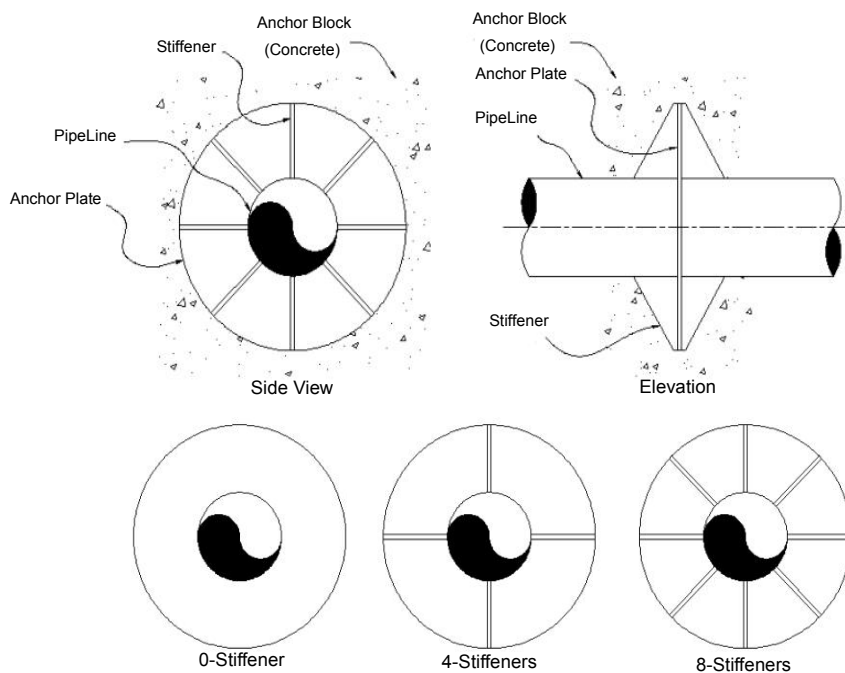 Anchor Block
(Concrete)
Stiffener
PipeLine
Anchor Plate
Side View
Anchor Block
(Concrete)
Anchor Plate
PipeLine
Stiffener
Elevation
0-Stiffener
4-Stiffeners
8-Stiffeners